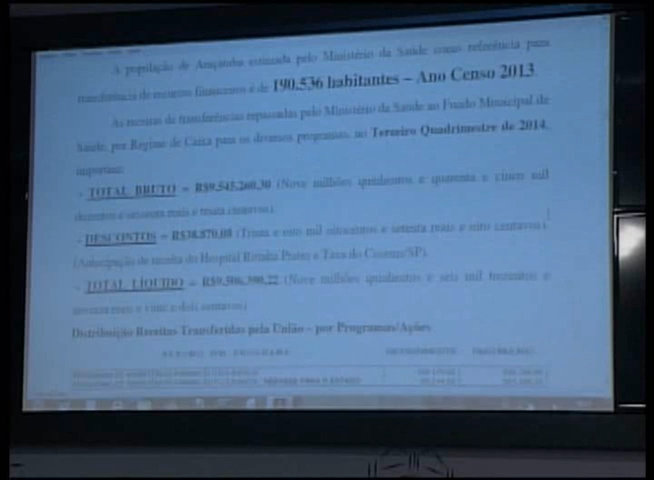 A população de Araçatuba estimada pelo Ministério da Saúde como referência para
transferência de recursos financeiros é de 190.536 habitantes – Ano Censo 2013.
As receitas de transferências repassadas pelo Ministério da Saúde ao Fundo Municipal de
Saúde, por Regime de Caixa para os diversos programas, no Terceiro Quadrimestre de 2014,
importam:
- TOTAL BRUTO = R$9.545.260,30 (Nove milhões quinhentos e quarenta e cinco mil
duzentos e sessenta reais e trinta centavos).
- DESCONTOS = R$38.870,08 (Trinta e oito mil oitocentos e setenta reais e oito centavos).
(Antecipação de receita do Hospital Ritinha Prates e Taxa do Cosems/SP).
- TOTAL LÍQUIDO = R$9.506.390,22 (Nove milhões quinhentos e seis mil trezentos e
noventa reais e vinte e dois centavos)
Distribuição Receitas Transferidas pela União – por Programas/Ações